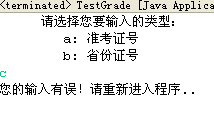 <terminated> TestGrade [Java Applica
请选择您要输入的类型:
a: 准考证号
b: 省份证号
c
您的输入有误!请重新进入程序..